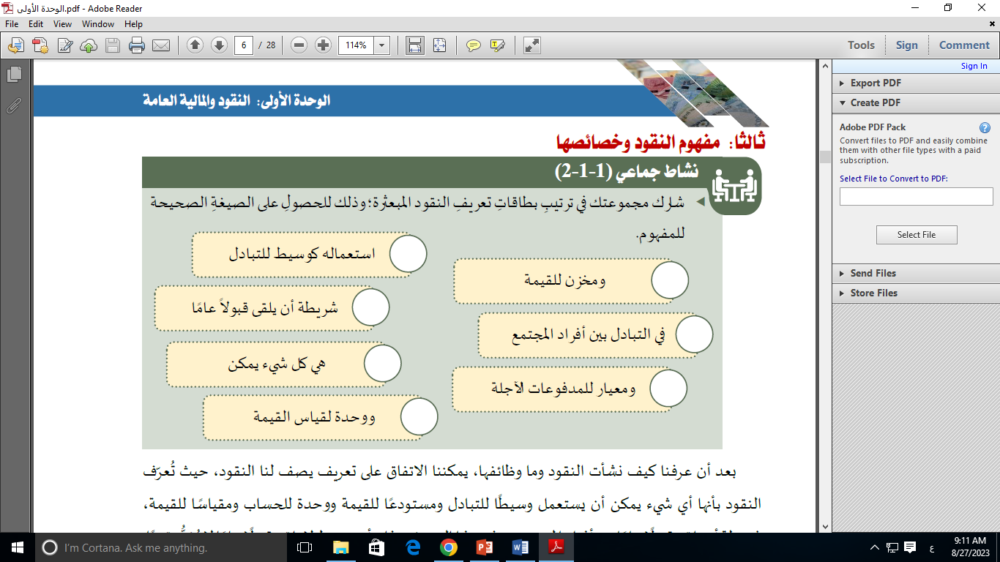 الوحدة الأولى.pdf - Adobe Reader
File Edit View Window Help
6 / 28 114% Tools Sign Comment
Sign In
Export PDF
Create PDF
Adobe PDF Pack
Convert files to PDF and easily combine
them with other file types with a paid
subscription.
Select File to Convert to PDF:
Select File
Send Files
Store Files
الوحدة الأولى: النقود والمالية العامة
ثالثا: مفهوم النقود وخصائصها
نشاط جماعي (1-1-2)
شارك مجموعتك في ترتيبِ بطاقاتِ تعريفِ النقود المبعثرة؛ وذلك للحصولِ على الصيغةِ الصحيحة
للمفهوم.
استعماله كوسيط للتبادل
ومخزن للقيمة
شريطة أن يلقى قبولاً عامًا
في التبادل بين أفراد المجتمع
هي كل شيء يمكن
ومعيار للمدفوعات الآجلة
ووحدة لقياس القيمة
بعد أن عرفنا كيف نشأت النقود وما وظائفها، يمكننا الاتفاق على تعريف يصف لنا النقود، حيث تُعرّف
النقود بأنها أي شيء يمكن أن يستعمل وسيطًا للتبادل ومستودعًا للقيمة ووحدة للحساب ومقياسًا للقيمة،
I'm Cortana. Ask me anything.
ع
9:11 AM
8/27/2023